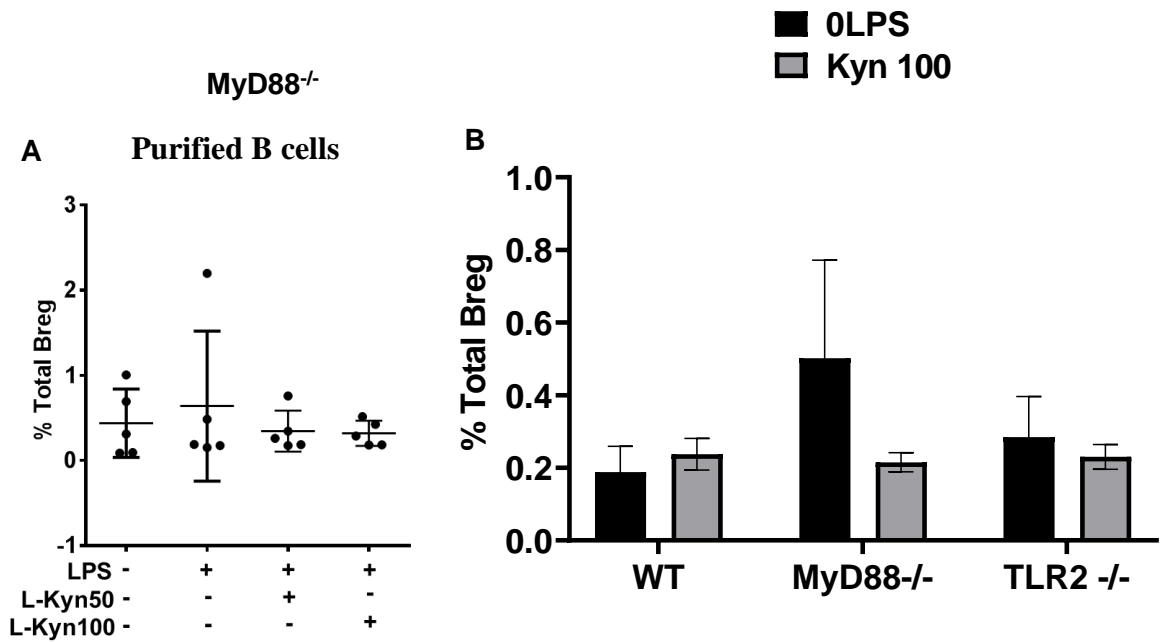 0LPS
Kyn 100
MyD88-/-
A
Purified B cells
% Total Breg
3
2
1
0
-1
LPS - + + +
L-Kyn50 - - + -
L-Kyn100 - - - +
B
% Total Breg
1.0
0.8
0.6
0.4
0.2
0.0
WT MyD88-/- TLR2 -/-